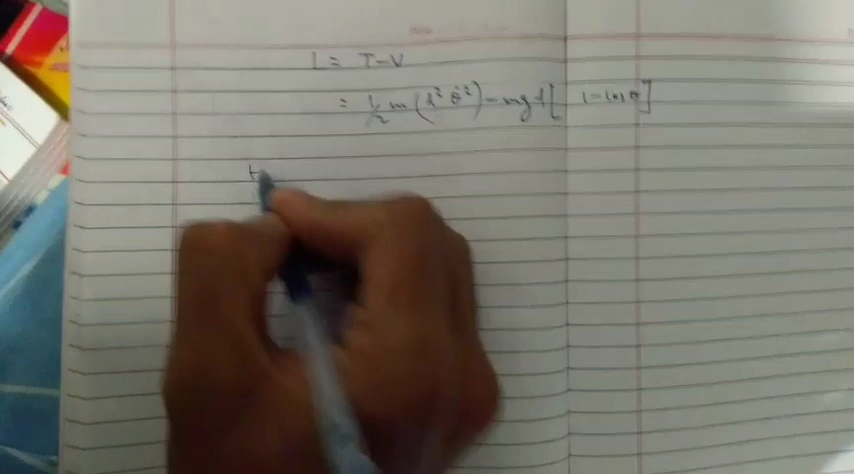 L = T-V
= 1/2 m (l² θ̇²) - mgl [ 1 - cos θ ]